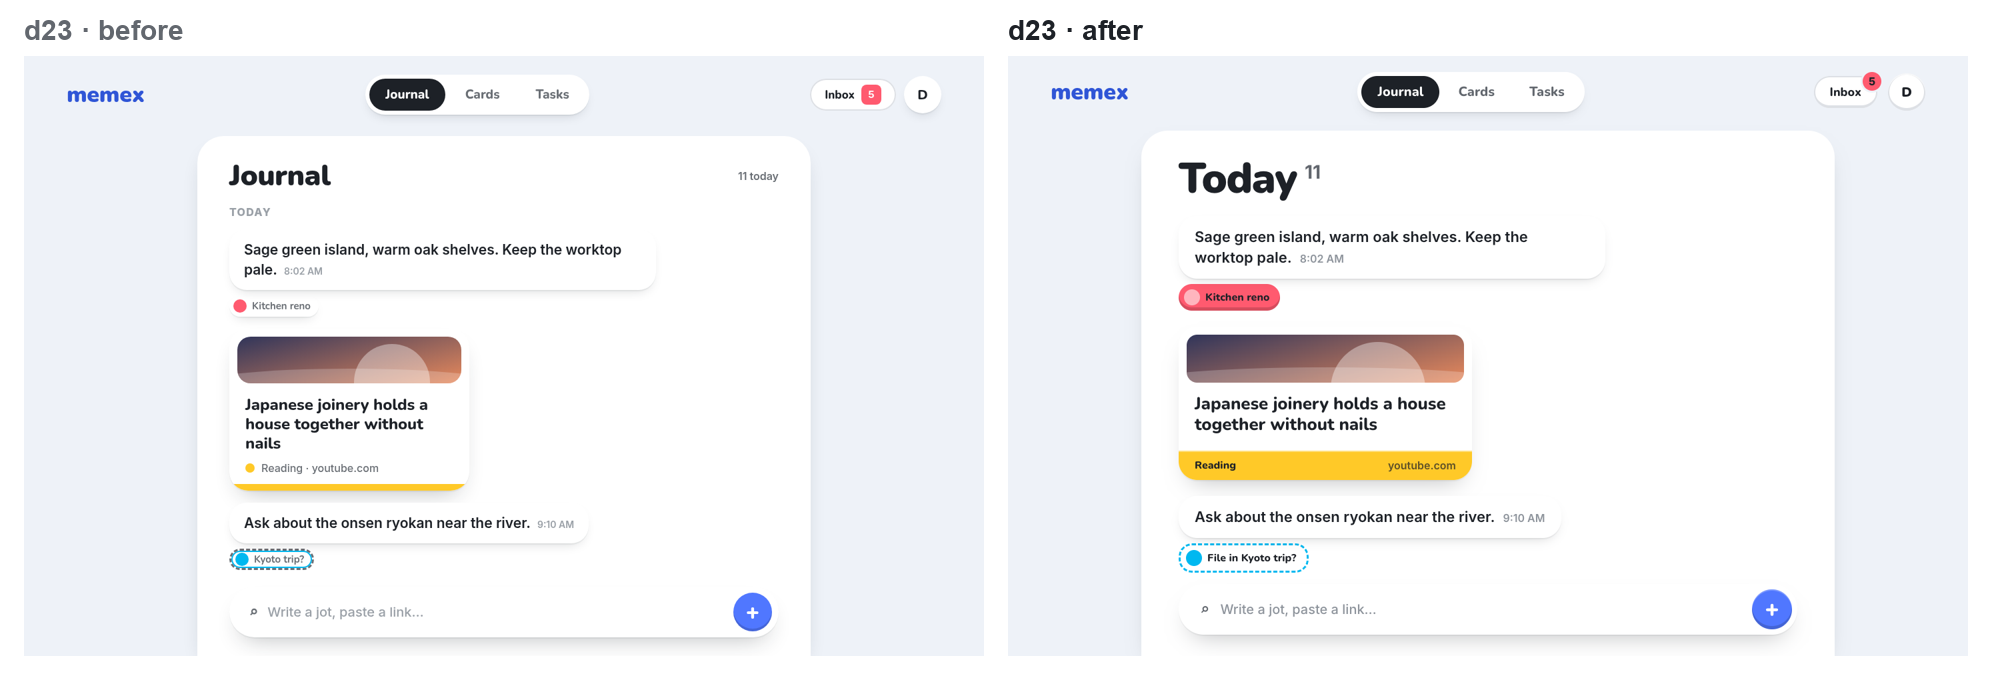 d23 · before
memex
Journal Cards Tasks
Inbox 5
D
Journal
11 today
TODAY
Sage green island, warm oak shelves. Keep the worktop
pale. 8:02 AM
Kitchen reno
Japanese joinery holds a
house together without
nails
Reading · youtube.com
Ask about the onsen ryokan near the river. 9:10 AM
Kyoto trip?
Write a jot, paste a link...
+
d23 · after
memex
Journal Cards Tasks
Inbox 5
D
Today 11
Sage green island, warm oak shelves. Keep the
worktop pale. 8:02 AM
Kitchen reno
Japanese joinery holds a house
together without nails
Reading youtube.com
Ask about the onsen ryokan near the river. 9:10 AM
File in Kyoto trip?
Write a jot, paste a link...
+